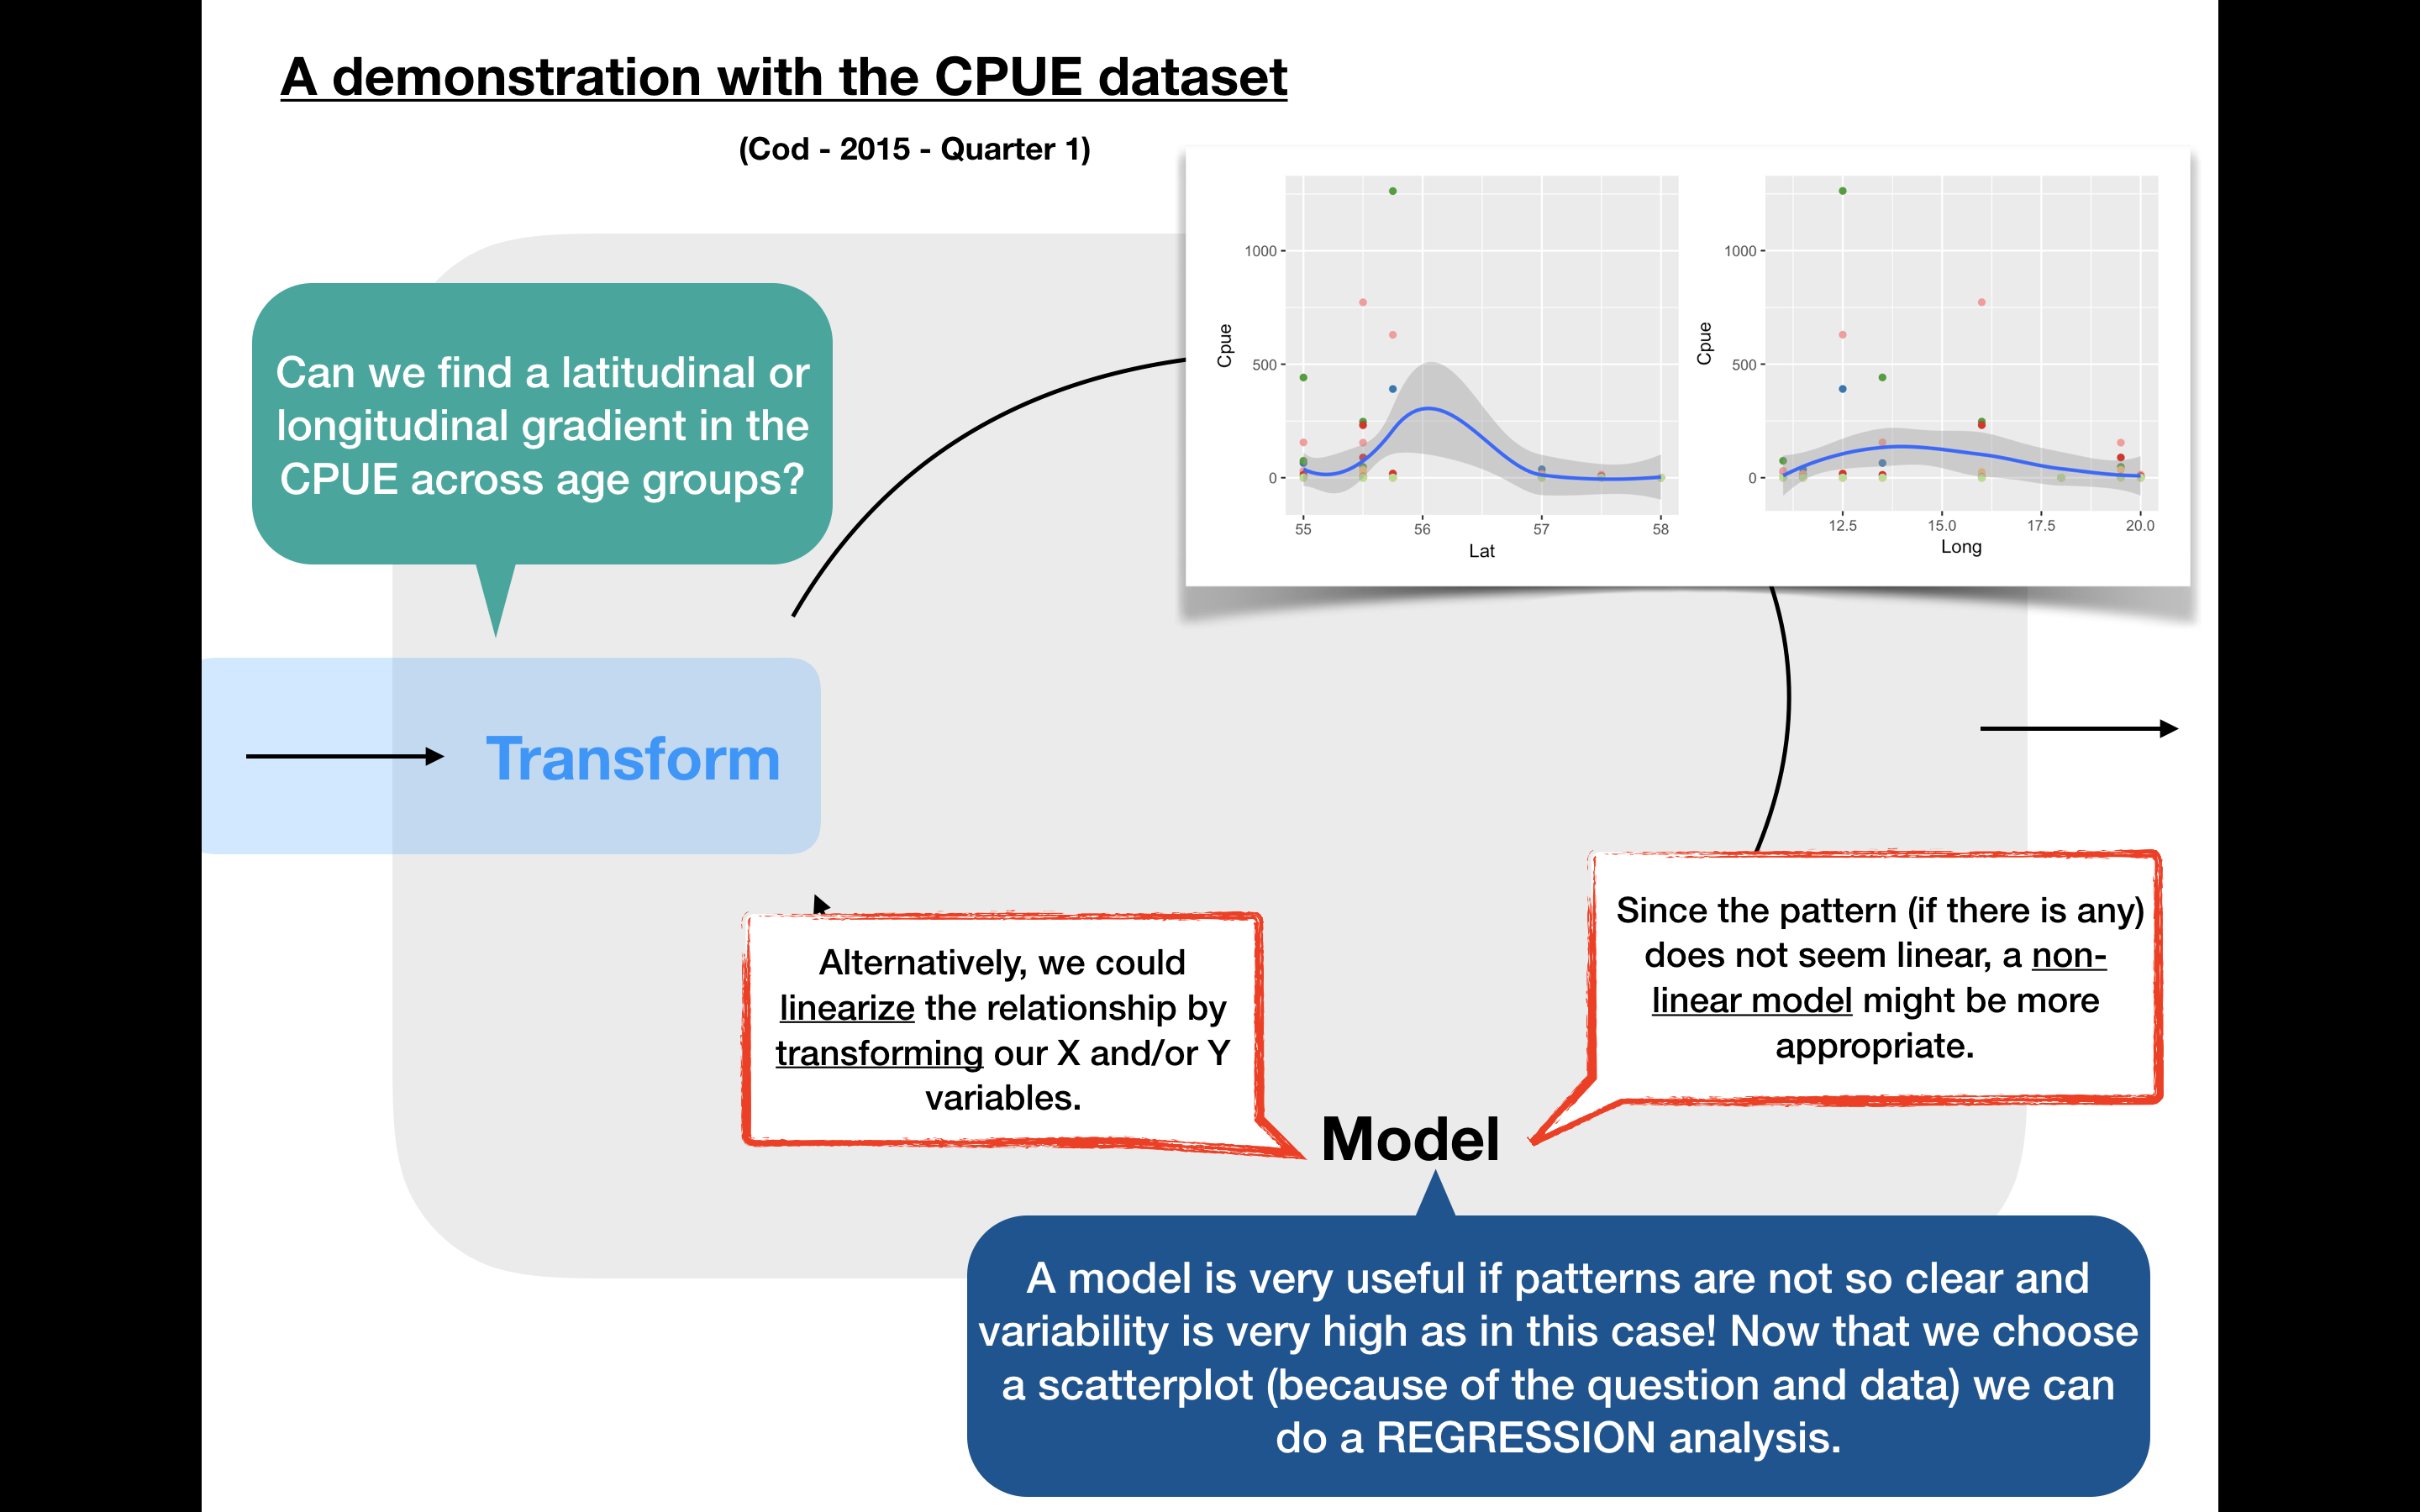 A demonstration with the CPUE dataset
(Cod - 2015 - Quarter 1)
Can we find a latitudinal or
longitudinal gradient in the
CPUE across age groups?
Cpue
1000
500
0
55
56
57
58
Lat
Cpue
1000
500
0
12.5
15.0
17.5
20.0
Long
Transform
Alternatively, we could
linearize the relationship by
transforming our X and/or Y
variables.
Since the pattern (if there is any)
does not seem linear, a non-
linear model might be more
appropriate.
Model
A model is very useful if patterns are not so clear and
variability is very high as in this case! Now that we choose
a scatterplot (because of the question and data) we can
do a REGRESSION analysis.